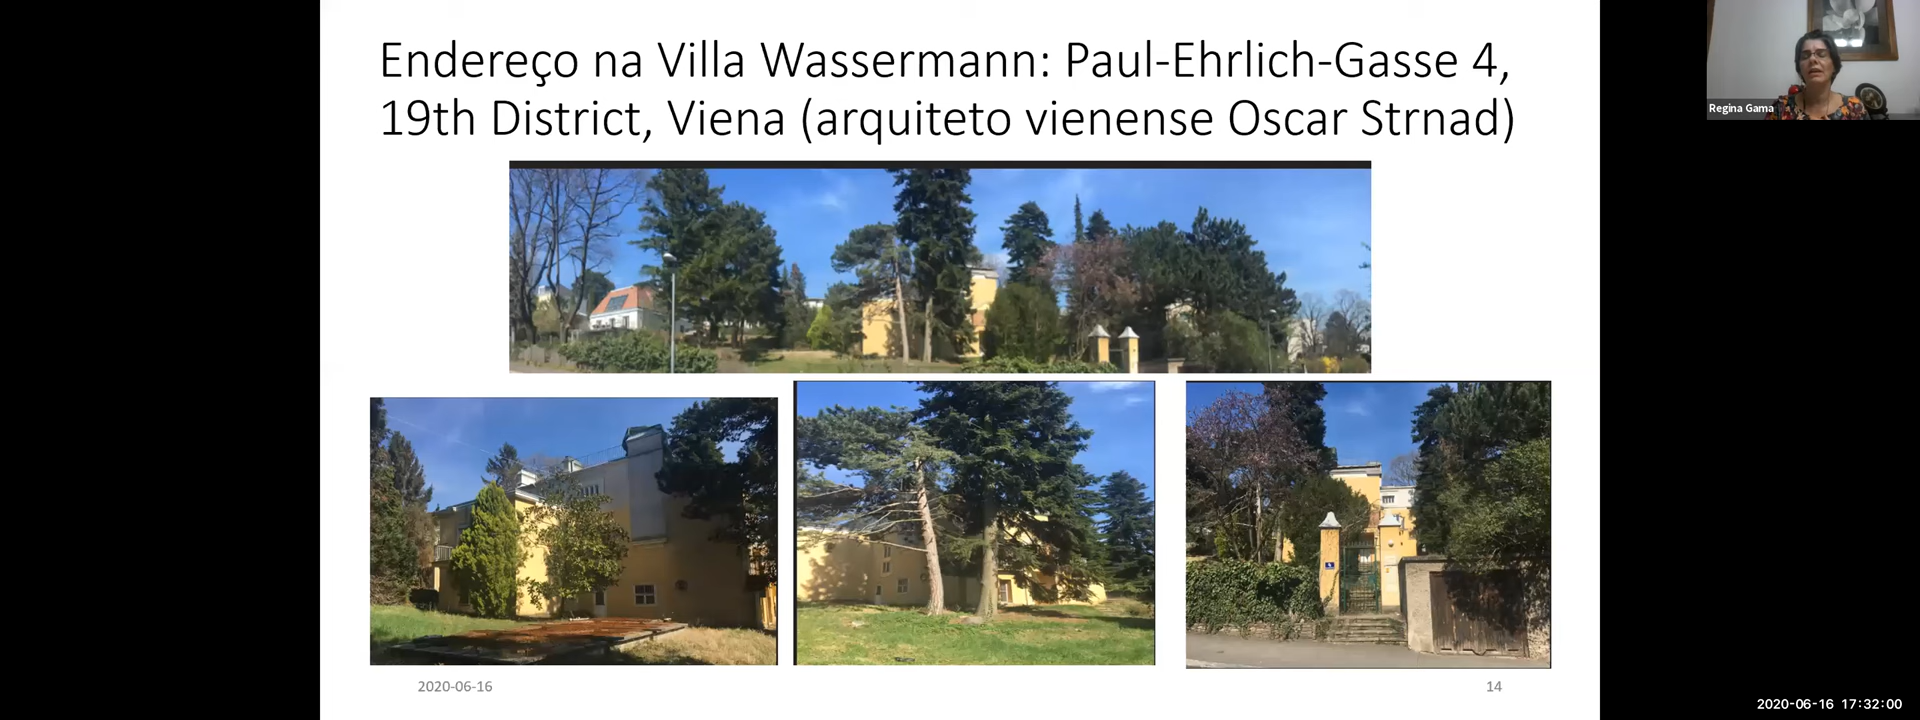 Endereço na Villa Wassermann: Paul-Ehrlich-Gasse 4,
19th District, Viena (arquiteto vienense Oscar Strnad)
Regina Gama
2020-06-16
14
2020-06-16 17:32:00